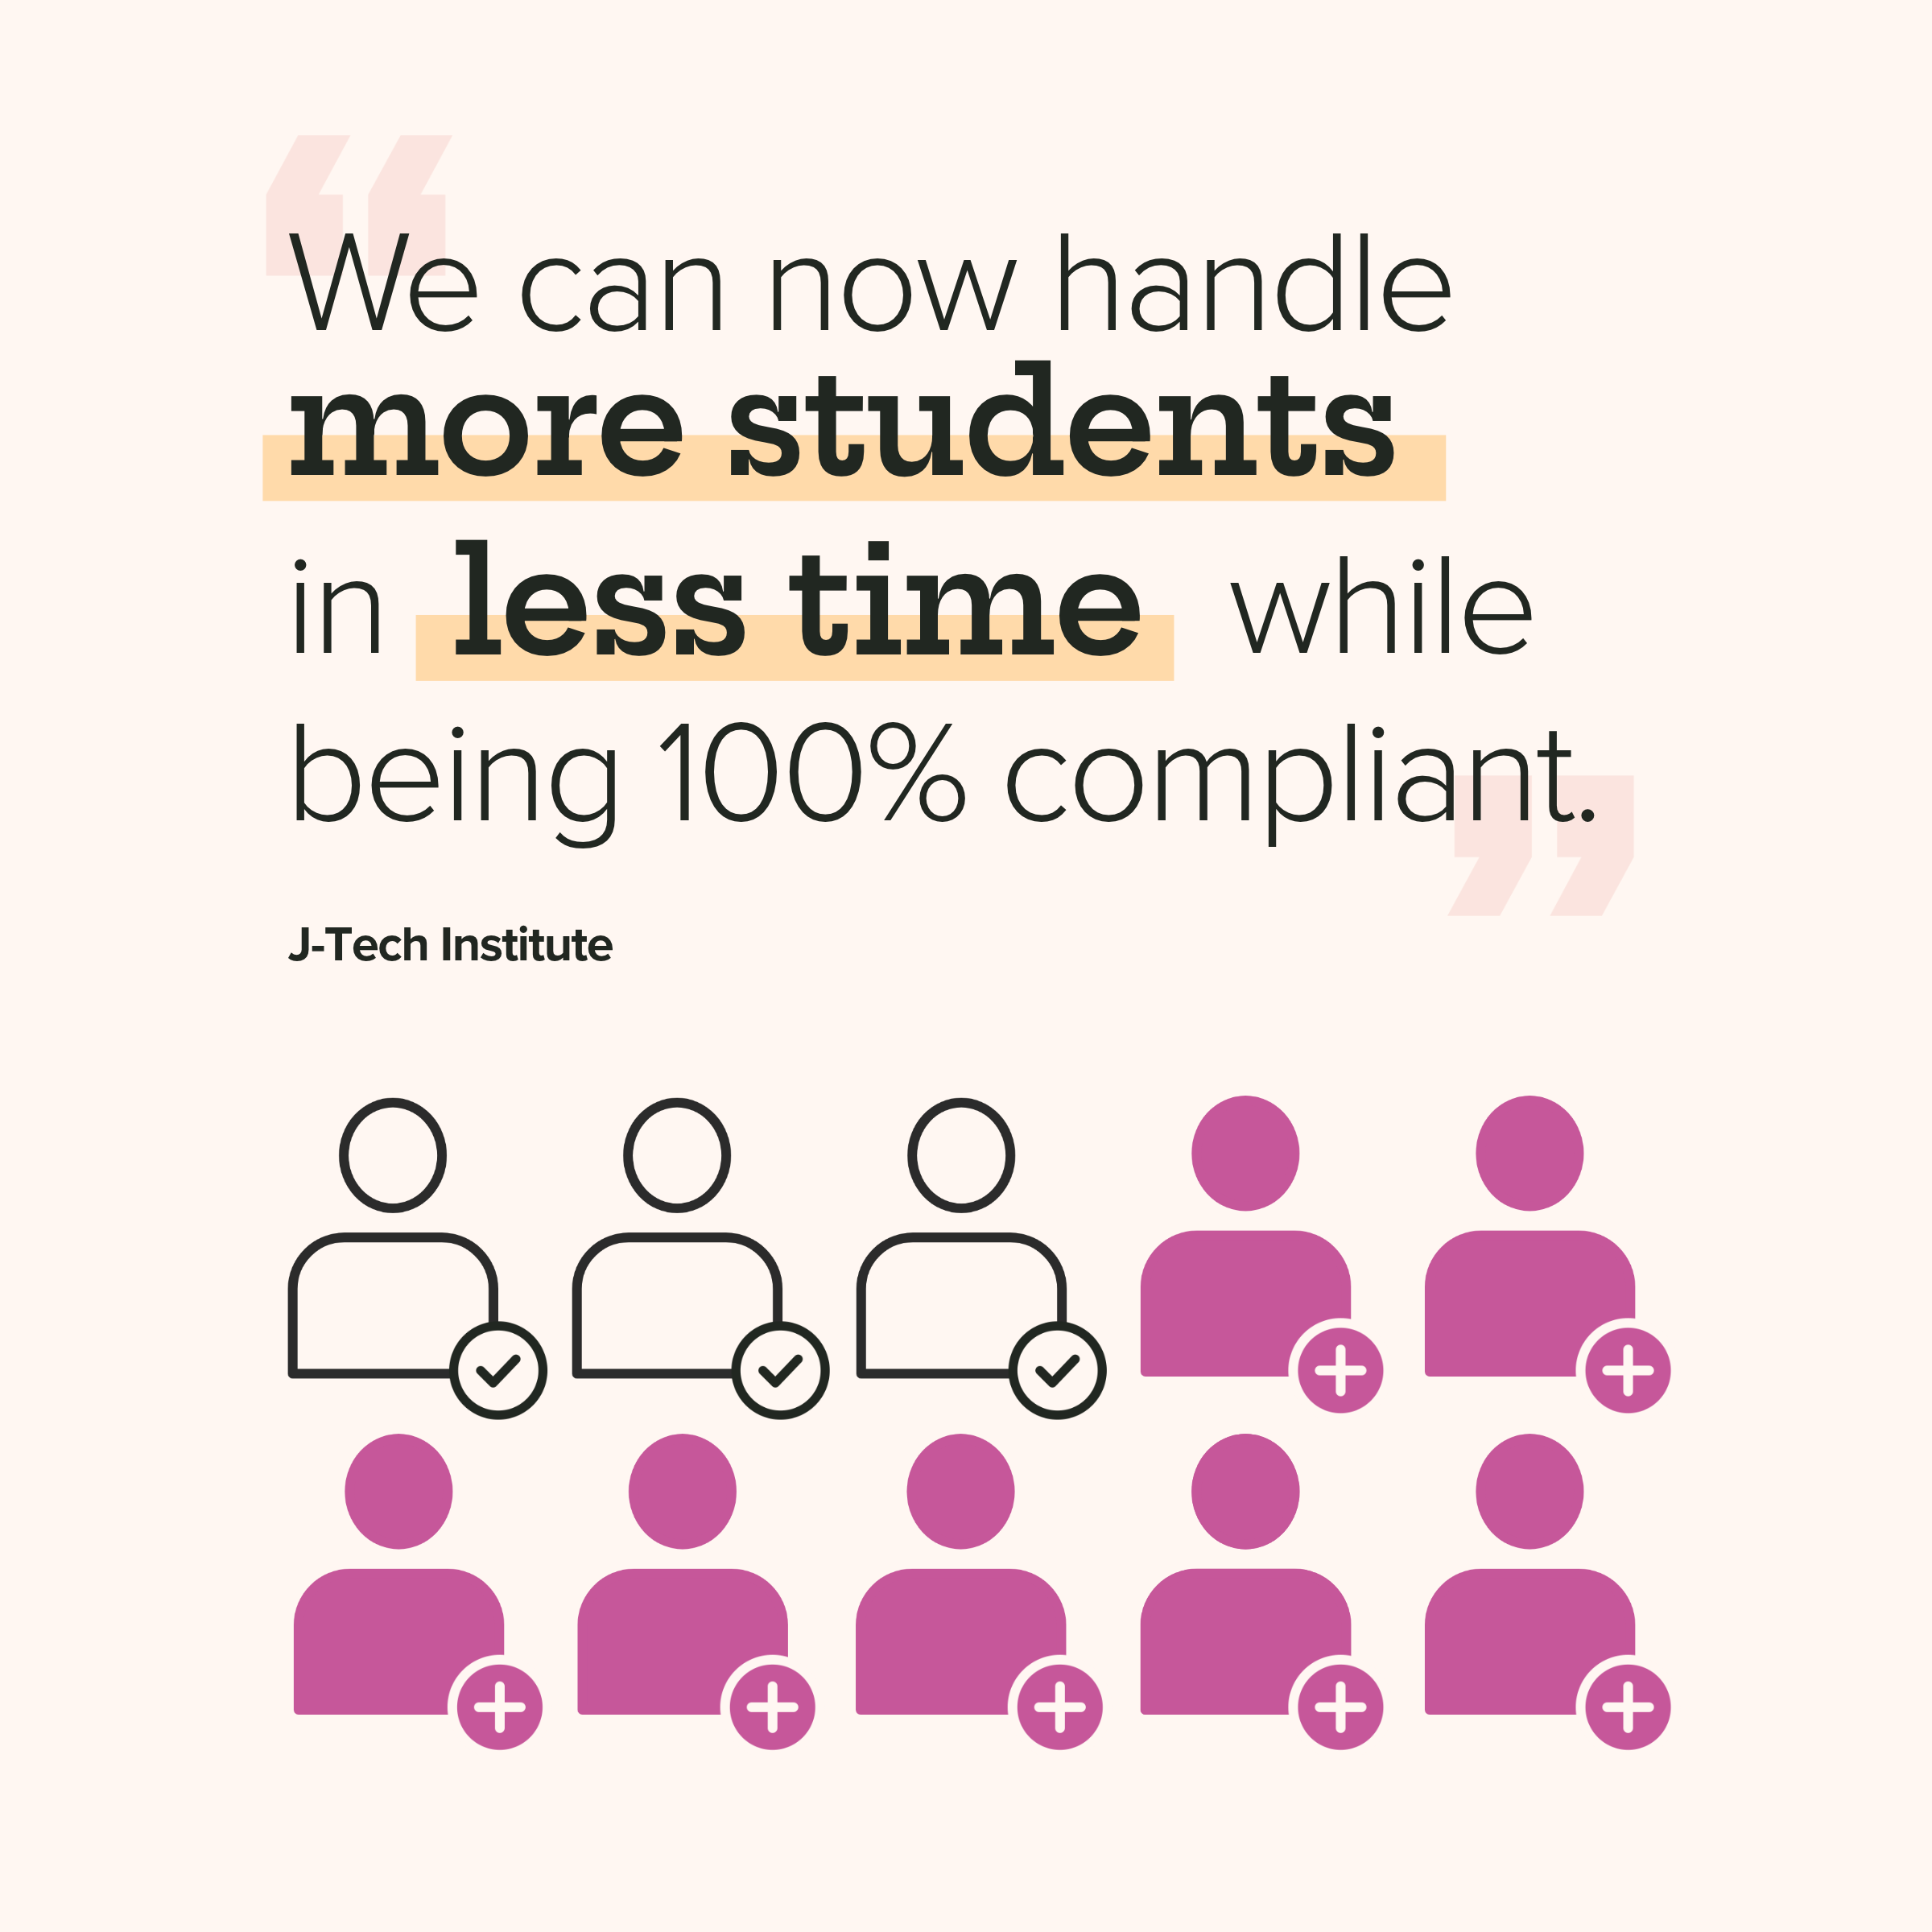 “We can now handle
more students
in less time while
being 100% compliant.”
J-Tech Institute